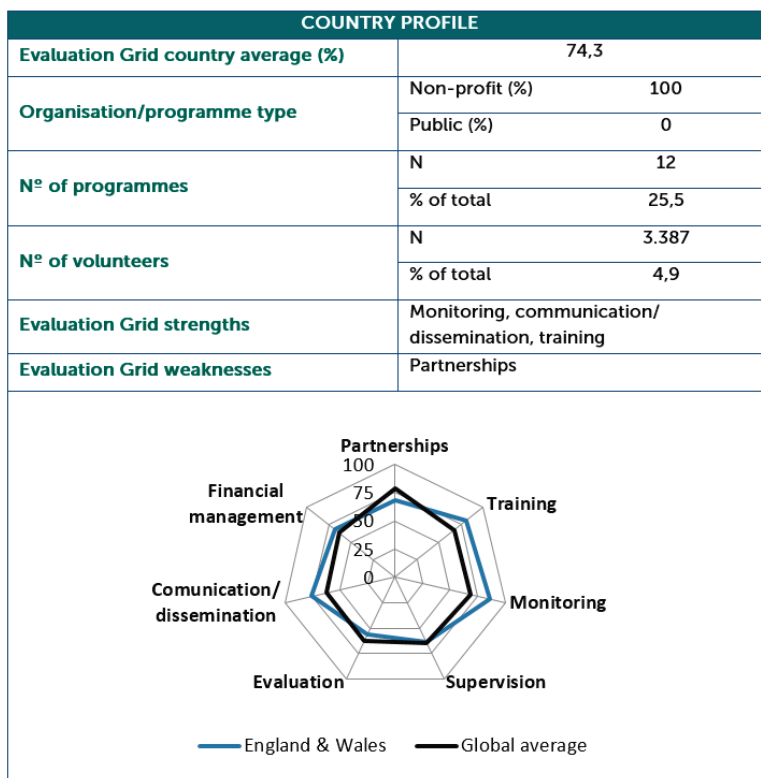 COUNTRY PROFILE
Evaluation Grid country average (%) 74,3
Organisation/programme type
Non-profit (%) 100
Public (%) 0
Nº of programmes
N 12
% of total 25,5
Nº of volunteers
N 3.387
% of total 4,9
Evaluation Grid strengths
Monitoring, communication/
dissemination, training
Evaluation Grid weaknesses
Partnerships
Partnerships
100
75
50
25
0
Training
Monitoring
Supervision
Evaluation
Comunication/
dissemination
Financial
management
England & Wales
Global average